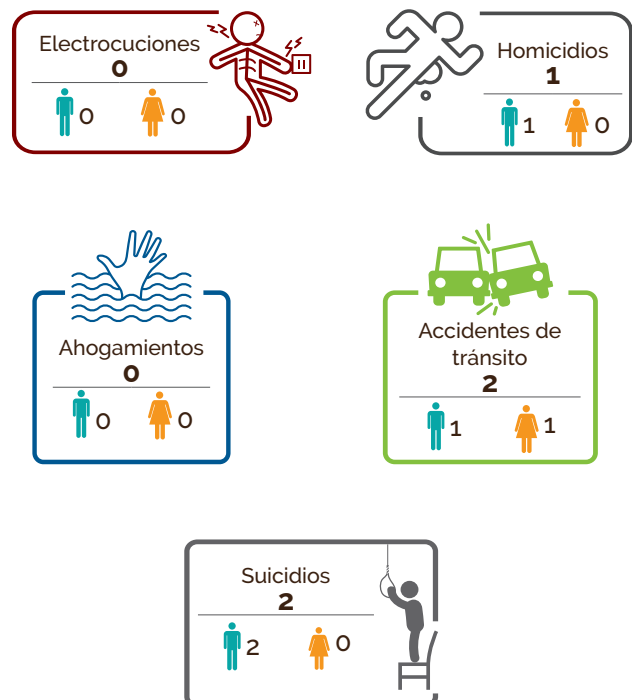 Electrocuciones
0
0 0
Homicidios
1
1 0
Ahogamientos
0
0 0
Accidentes de
tránsito
2
1 1
Suicidios
2
2 0